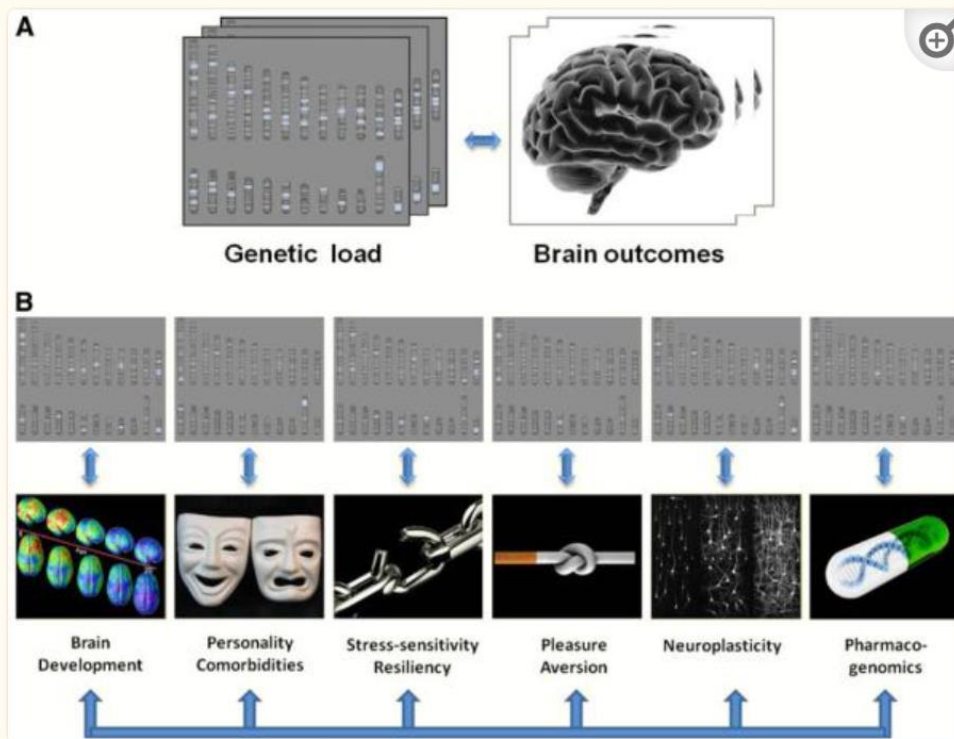 A
Genetic load
Brain outcomes
B
Brain
Development
Personality
Comorbidities
Stress-sensitivity
Resiliency
Pleasure
Aversion
Neuroplasticity
Pharmaco-
genomics